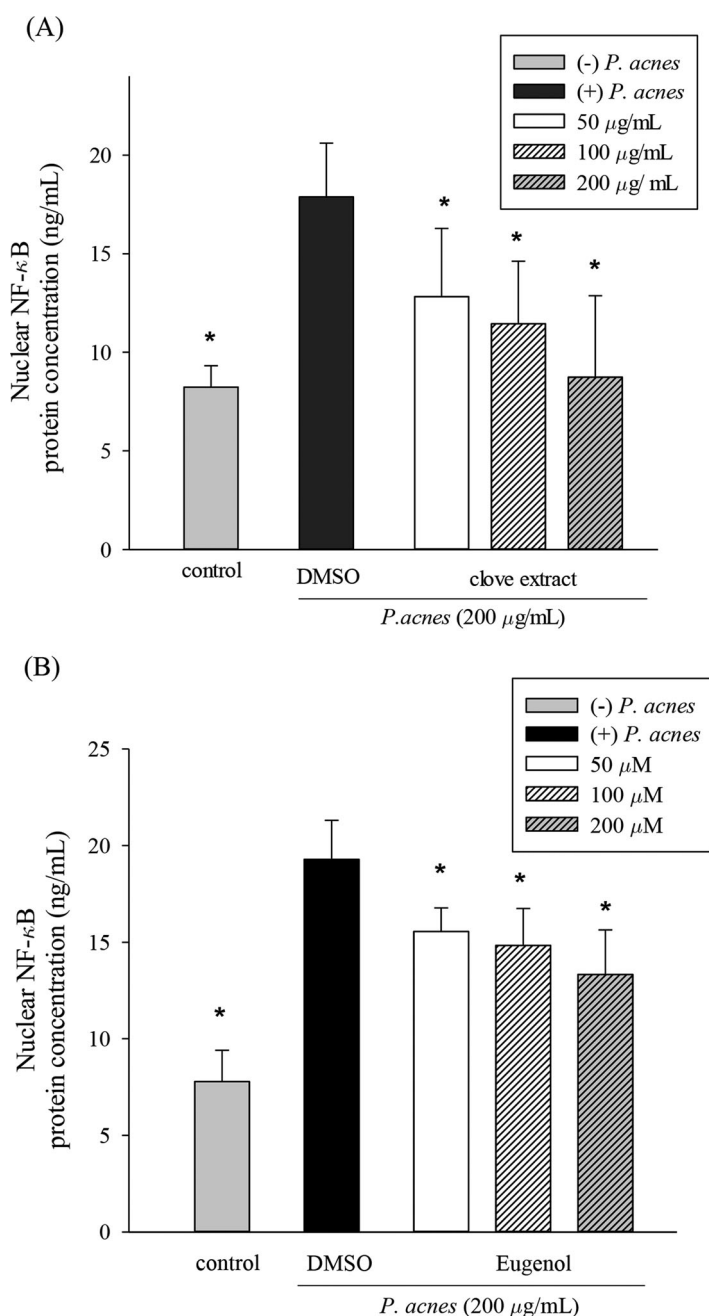 (A)
(-) P. acnes
(+) P. acnes
50 μg/mL
100 μg/mL
200 μg/ mL
Nuclear NF-κB
protein concentration (ng/mL)
20
15
10
5
0
*
*
*
*
control
DMSO
clove extract
P.acnes (200 μg/mL)
(B)
(-) P. acnes
(+) P. acnes
50 μM
100 μM
200 μM
Nuclear NF-κB
protein concentration (ng/mL)
25
20
15
10
5
0
*
*
*
*
control
DMSO
Eugenol
P. acnes (200 μg/mL)